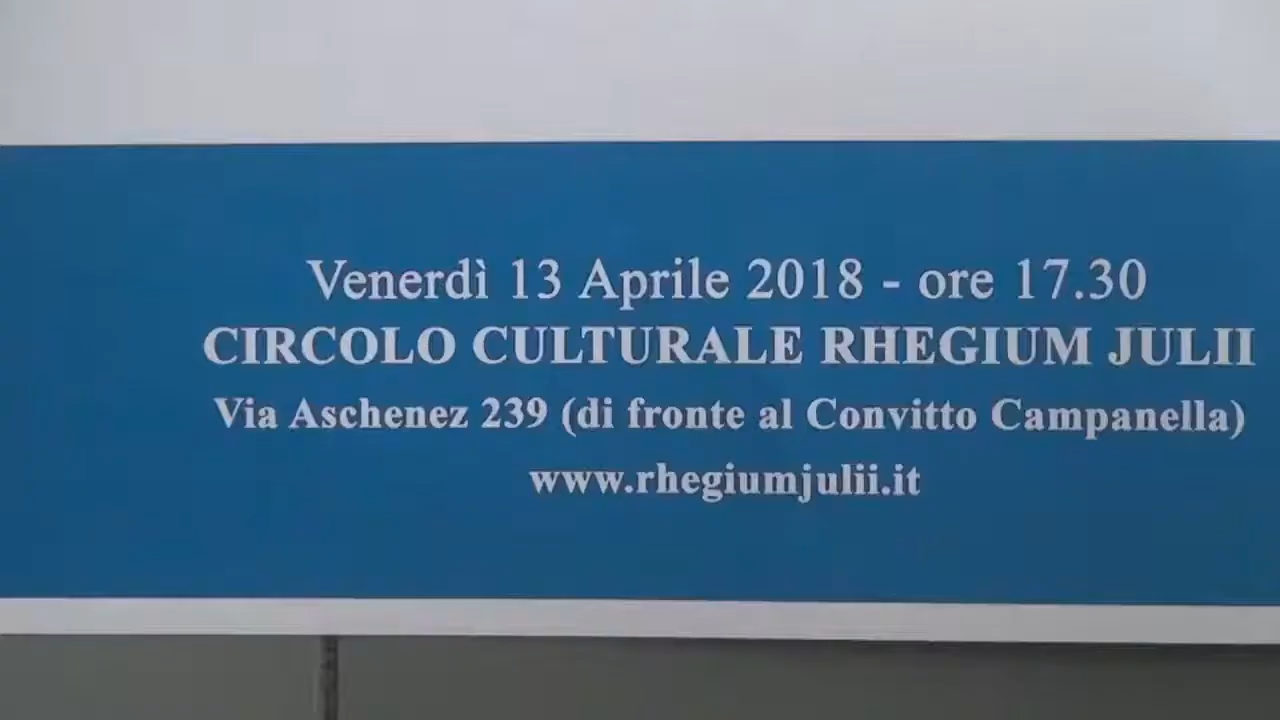 Venerdì 13 Aprile 2018 - ore 17.30
CIRCOLO CULTURALE RHEGIUM JULII
Via Aschenez 239 (di fronte al Convitto Campanella)
www.rhegiumjulii.it